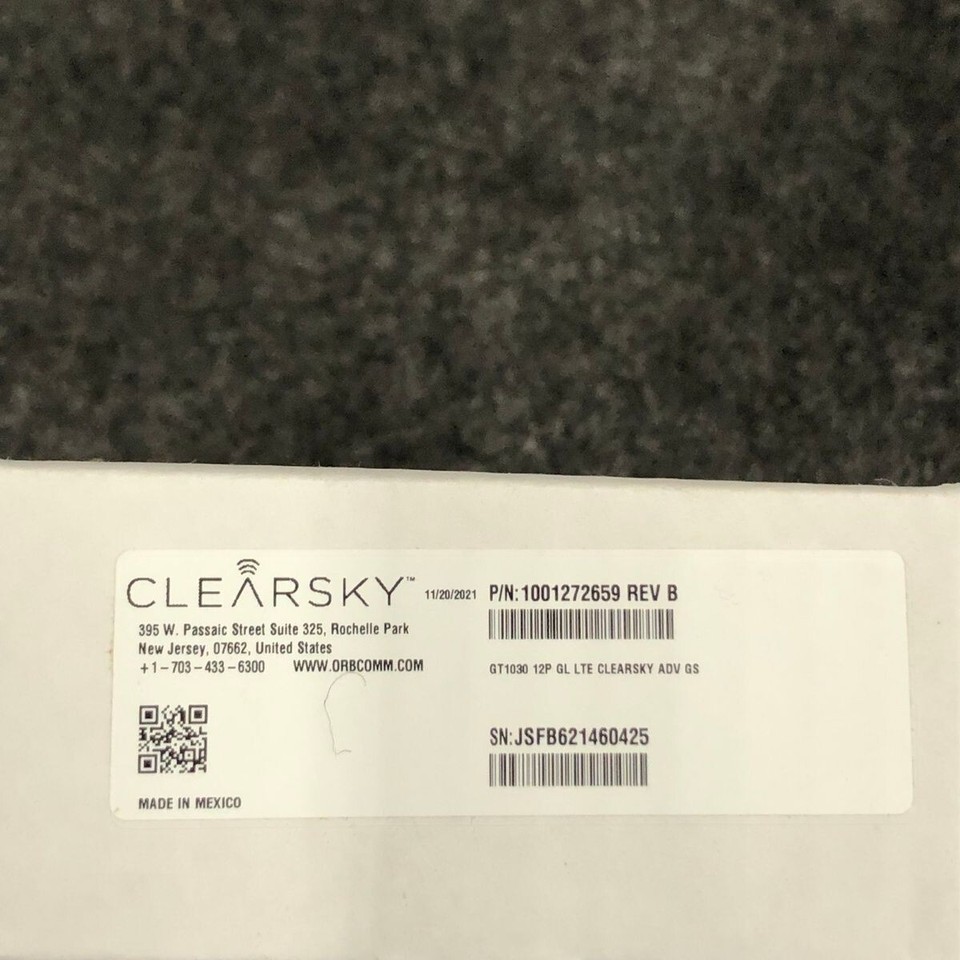 CLEARSKY™ 11/20/2021
395 W. Passaic Street Suite 325, Rochelle Park
New Jersey, 07662, United States
+1-703-433-6300 WWW.ORBCOMM.COM
MADE IN MEXICO
P/N:1001272659 REV B
GT1030 12P GL LTE CLEARSKY ADV GS
SN:JSFB621460425